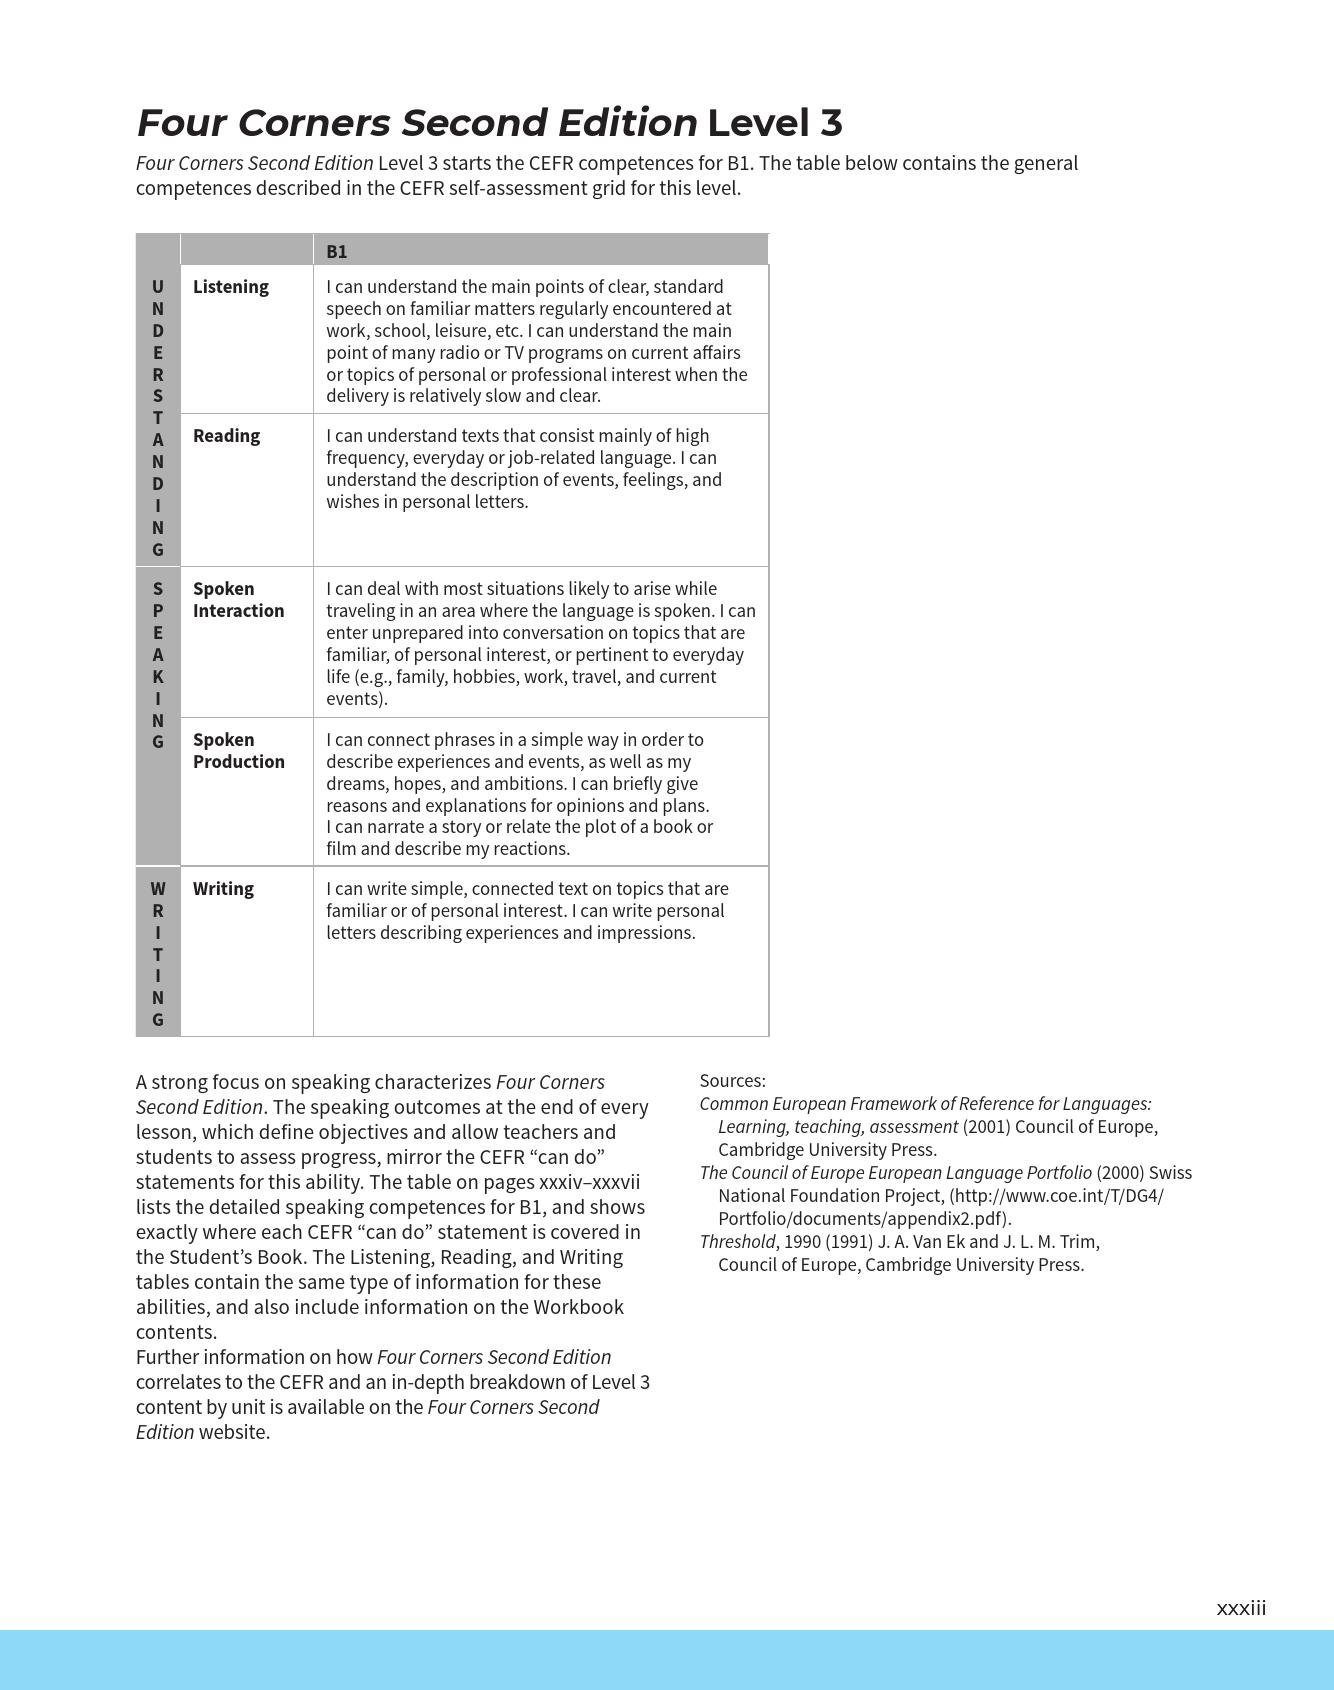 Four Corners Second Edition Level 3
Four Corners Second Edition Level 3 starts the CEFR competences for B1. The table below contains the general
competences described in the CEFR self-assessment grid for this level.
B1
UNDERSTANDING
Listening
I can understand the main points of clear, standard
speech on familiar matters regularly encountered at
work, school, leisure, etc. I can understand the main
point of many radio or TV programs on current affairs
or topics of personal or professional interest when the
delivery is relatively slow and clear.
Reading
I can understand texts that consist mainly of high
frequency, everyday or job-related language. I can
understand the description of events, feelings, and
wishes in personal letters.
SPEAKING
Spoken
Interaction
I can deal with most situations likely to arise while
traveling in an area where the language is spoken. I can
enter unprepared into conversation on topics that are
familiar, of personal interest, or pertinent to everyday
life (e.g., family, hobbies, work, travel, and current
events).
Spoken
Production
I can connect phrases in a simple way in order to
describe experiences and events, as well as my
dreams, hopes, and ambitions. I can briefly give
reasons and explanations for opinions and plans.
I can narrate a story or relate the plot of a book or
film and describe my reactions.
WRITING
Writing
I can write simple, connected text on topics that are
familiar or of personal interest. I can write personal
letters describing experiences and impressions.
A strong focus on speaking characterizes Four Corners
Second Edition. The speaking outcomes at the end of every
lesson, which define objectives and allow teachers and
students to assess progress, mirror the CEFR “can do”
statements for this ability. The table on pages xxxiv–xxxvii
lists the detailed speaking competences for B1, and shows
exactly where each CEFR “can do” statement is covered in
the Student’s Book. The Listening, Reading, and Writing
tables contain the same type of information for these
abilities, and also include information on the Workbook
contents.
Further information on how Four Corners Second Edition
correlates to the CEFR and an in-depth breakdown of Level 3
content by unit is available on the Four Corners Second
Edition website.
Sources:
Common European Framework of Reference for Languages:
Learning, teaching, assessment (2001) Council of Europe,
Cambridge University Press.
The Council of Europe European Language Portfolio (2000) Swiss
National Foundation Project, (http://www.coe.int/T/DG4/
Portfolio/documents/appendix2.pdf).
Threshold, 1990 (1991) J. A. Van Ek and J. L. M. Trim,
Council of Europe, Cambridge University Press.
xxxiii